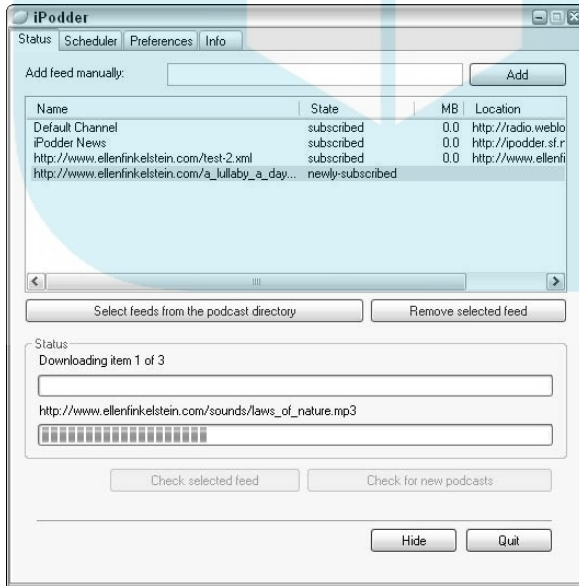 iPodder
Status Scheduler Preferences Info
Add feed manually: Add
Name State MB Location
Default Channel subscribed 0.0 http://radio.weblo
iPodder News subscribed 0.0 http://ipodder.sf.r
http://www.ellenfinkelstein.com/test-2.xml subscribed 0.0 http://www.ellenfi
http://www.ellenfinkelstein.com/a_lullaby_a_day... newly-subscribed
Select feeds from the podcast directory Remove selected feed
Status
Downloading item 1 of 3
http://www.ellenfinkelstein.com/sounds/laws_of_nature.mp3
Check selected feed Check for new podcasts
Hide Quit